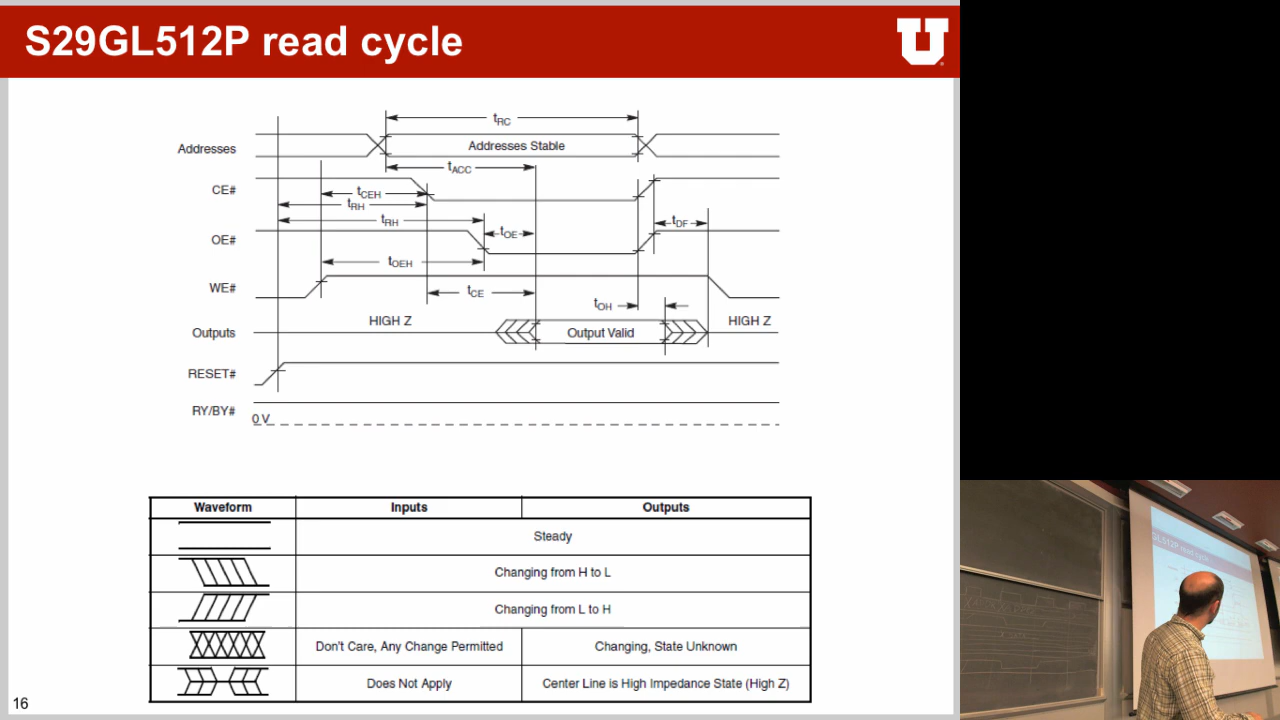 S29GL512P read cycle
U
tRC
Addresses
Addresses Stable
tACC
CE#
tCEH
tRH
tRH
tDF
OE#
tOE
tOEH
WE#
tCE
tOH
HIGH Z
HIGH Z
Outputs
Output Valid
RESET#
RY/BY#
0 V
Waveform Inputs Outputs
Steady
Changing from H to L
Changing from L to H
Don't Care, Any Change Permitted Changing, State Unknown
Does Not Apply Center Line is High Impedance State (High Z)
16
GL512P read cycle